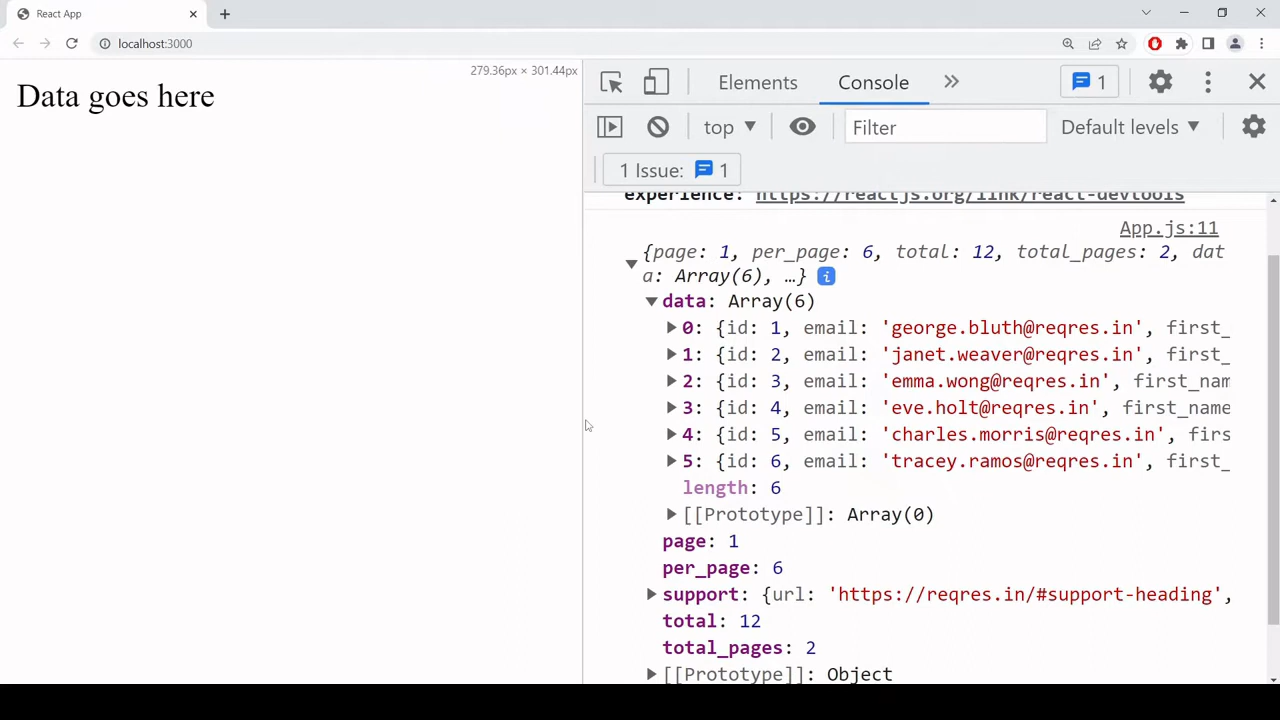 React App
localhost:3000
279.36px × 301.44px
Data goes here
Elements Console 1
top Filter Default levels
1 Issue: 1
experience: https://reactjs.org/link/react-devtools
App.js:11
{page: 1, per_page: 6, total: 12, total_pages: 2, dat
a: Array(6), …} i
data: Array(6)
0: {id: 1, email: 'george.bluth@reqres.in', first_
1: {id: 2, email: 'janet.weaver@reqres.in', first_
2: {id: 3, email: 'emma.wong@reqres.in', first_nam
3: {id: 4, email: 'eve.holt@reqres.in', first_name
4: {id: 5, email: 'charles.morris@reqres.in', firs
5: {id: 6, email: 'tracey.ramos@reqres.in', first_
length: 6
[[Prototype]]: Array(0)
page: 1
per_page: 6
support: {url: 'https://reqres.in/#support-heading',
total: 12
total_pages: 2
[[Prototype]]: Object